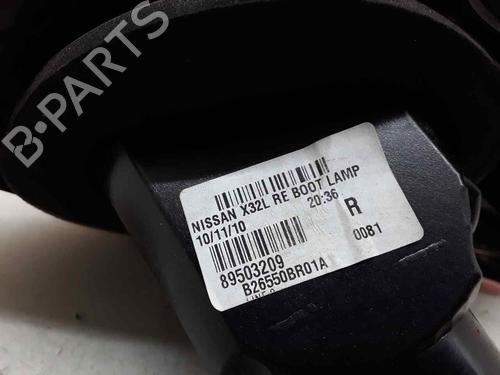 B-PARTS
NISSAN X32L RE BOOT LAMP
10/11/10 20:36
R
89503209 0081
B26550BR01A